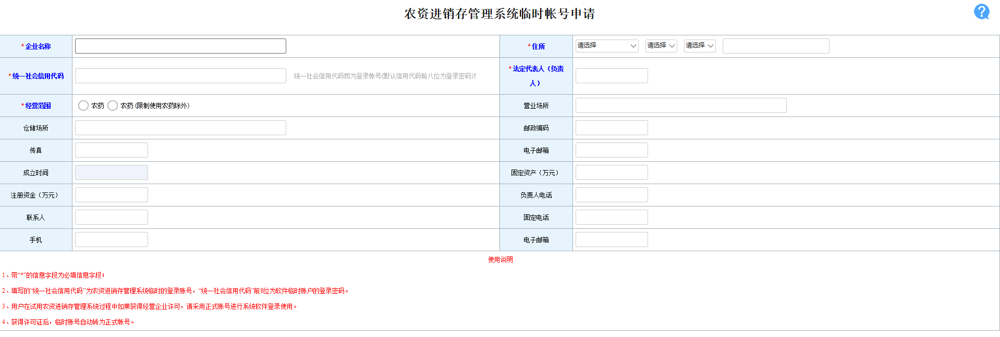 农资进销存管理系统临时帐号申请
*企业名称
*住所
请选择 请选择 请选择
*统一社会信用代码
统一社会信用代码即为登录帐号(默认信用代码前八位为登录密码)!
*法定代表人（负责
人）
*经营范围
农药 农药(限制使用农药除外)
营业场所
仓储场所
邮政编码
传真
电子邮箱
成立时间
固定资产（万元）
注册资金（万元）
负责人电话
联系人
固定电话
手机
电子邮箱
使用说明
1、带“*”的信息字段为必填信息字段；
2、填写的“统一社会信用代码”为农资进销存管理系统临时的登录账号，“统一社会信用代码”前8位为软件临时账户的登录密码。
3、用户在试用农资进销存管理系统过程中如果获得经营企业许可，请采用正式账号进行系统软件登录使用。
4、获得许可证后，临时账号自动转为正式帐号。